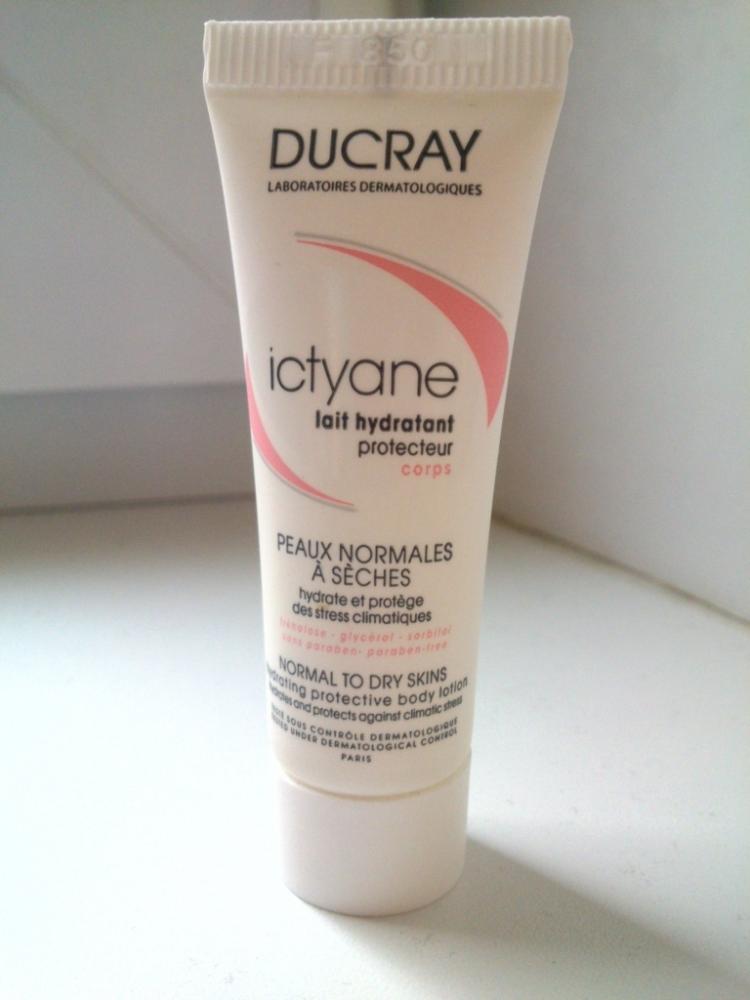 850
DUCRAY
LABORATOIRES DERMATOLOGIQUES
ictyane
lait hydratant
protecteur
corps
PEAUX NORMALES
À SÈCHES
hydrate et protège
des stress climatiques
tréhalose - glycérol - sorbitol
sans paraben - paraben-free
NORMAL TO DRY SKINS
protective body lotion
and protects against climatic stress
SOUS CONTRÔLE DERMATOLOGIQUE
UNDER DERMATOLOGICAL CONTROL
PARIS